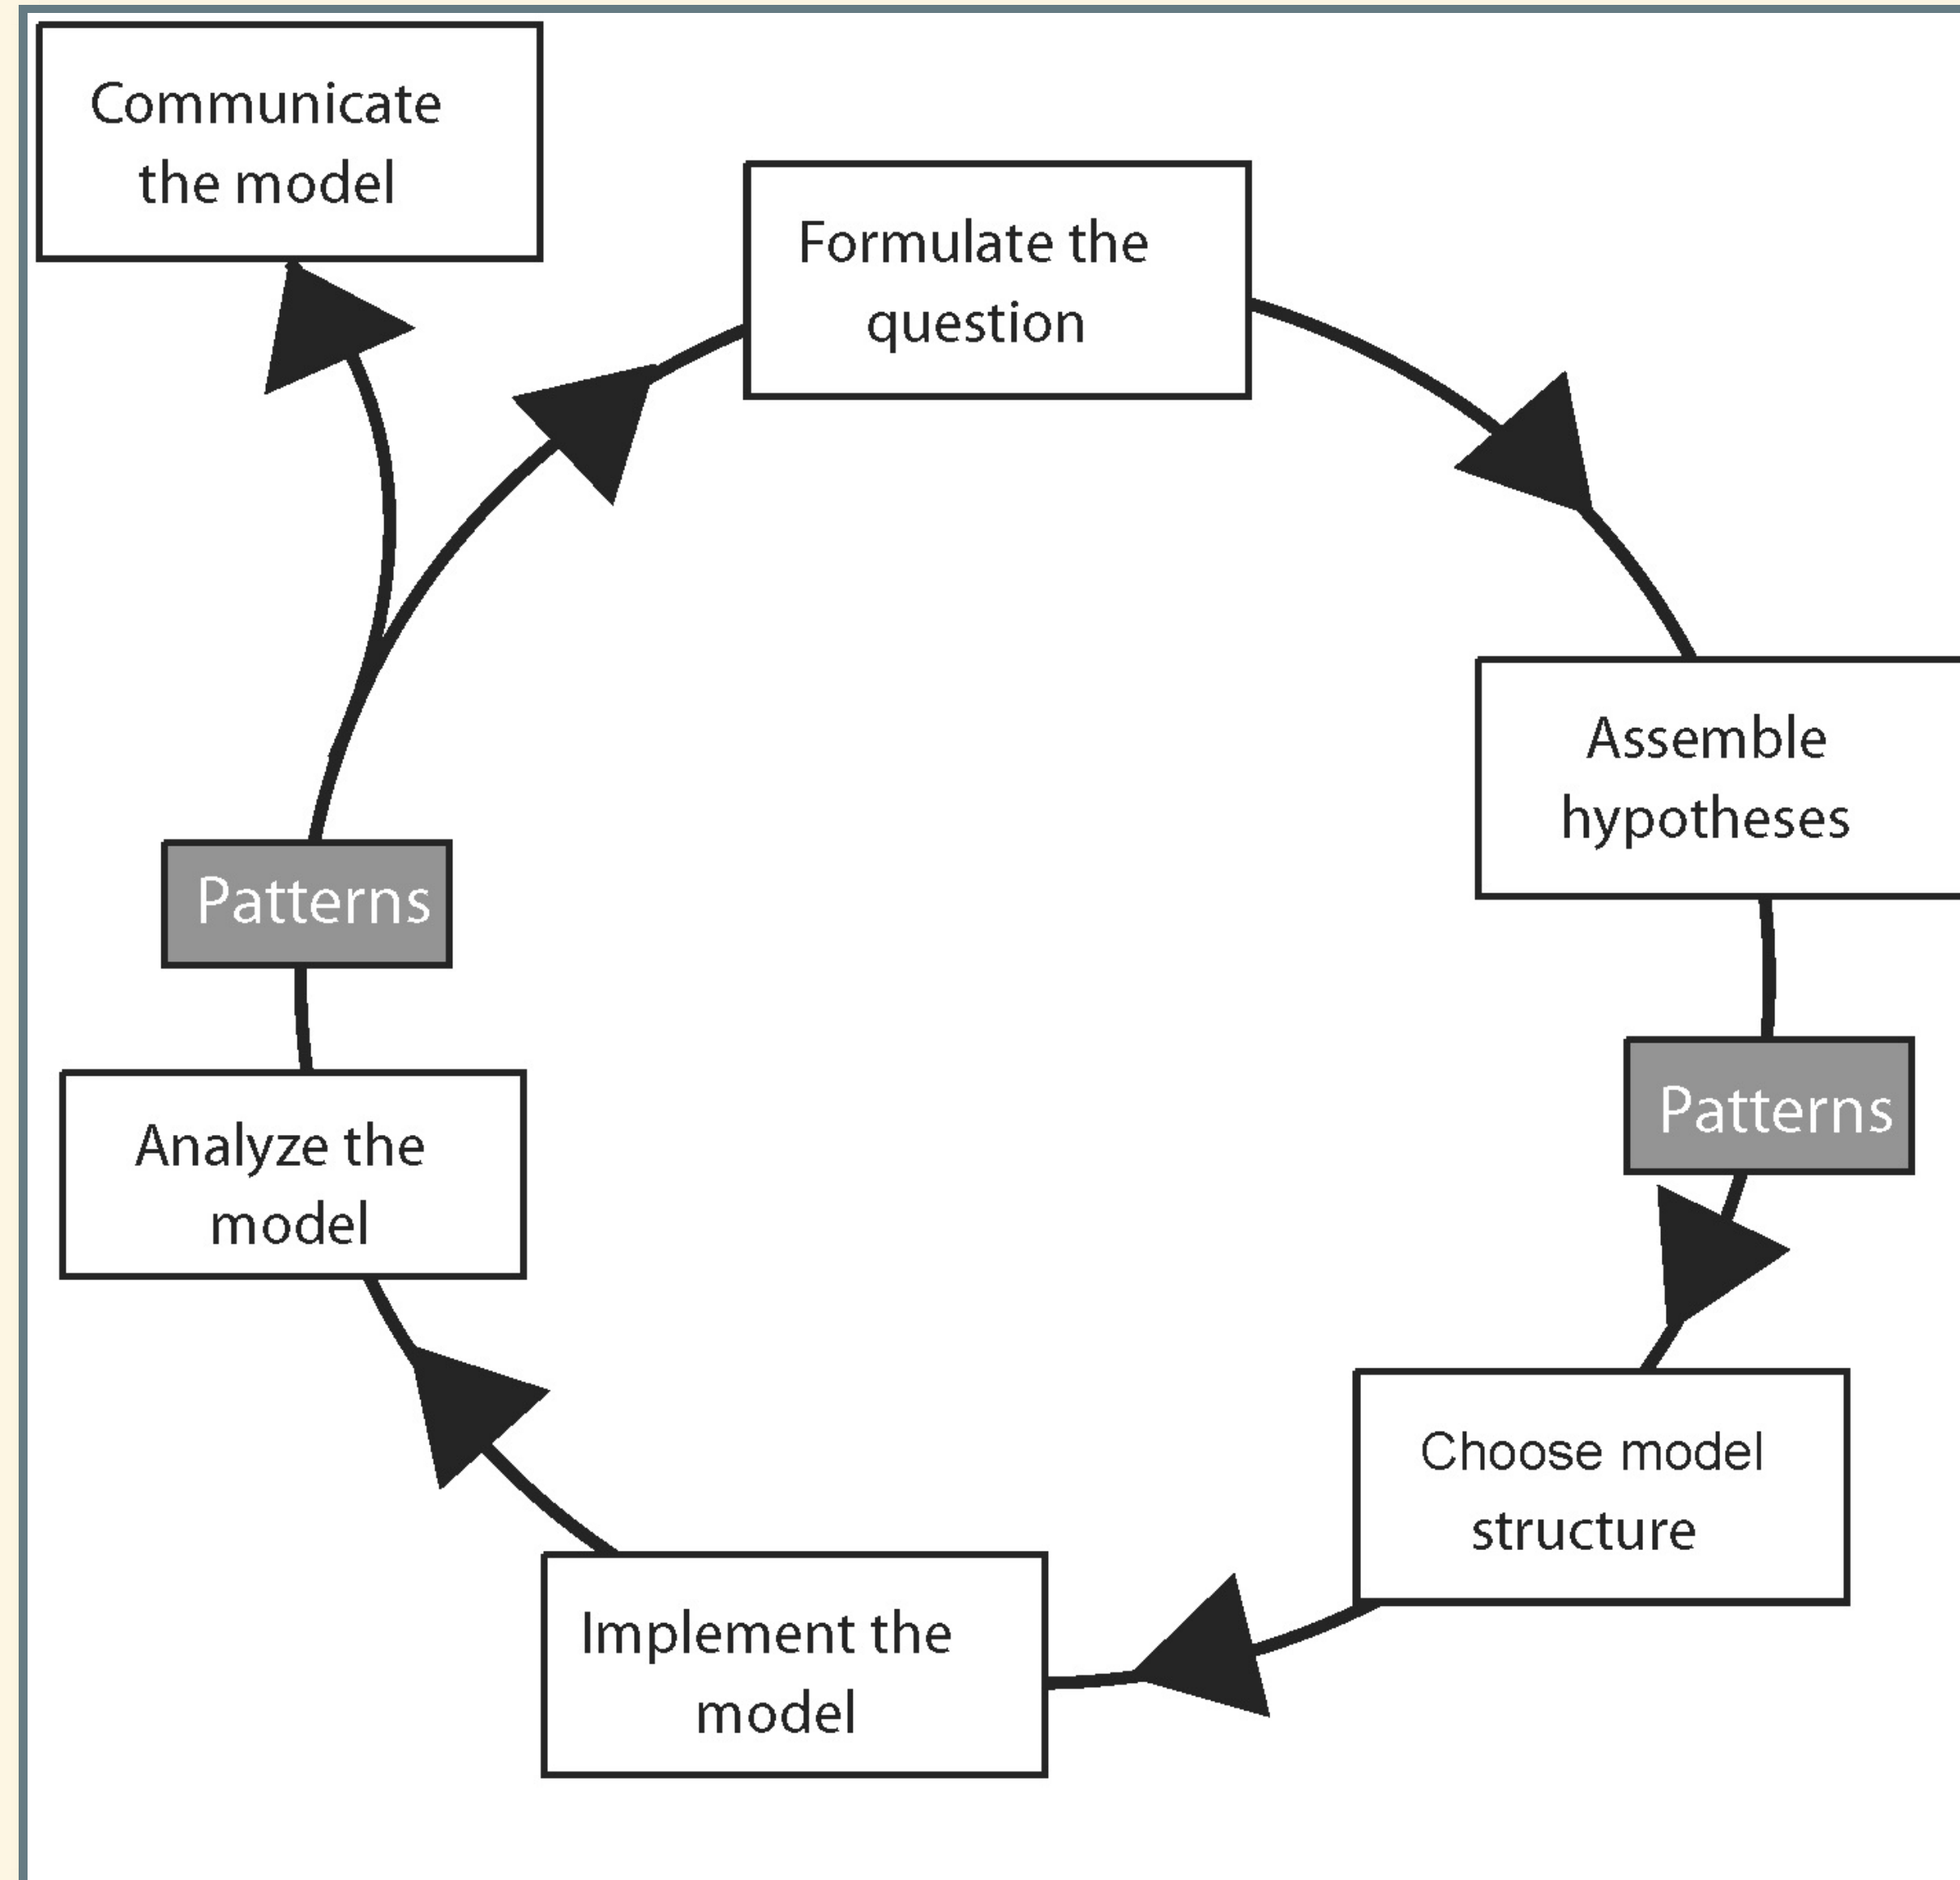 Communicate
the model
Formulate the
question
Assemble
hypotheses
Patterns
Patterns
Analyze the
model
Choose model
structure
Implement the
model